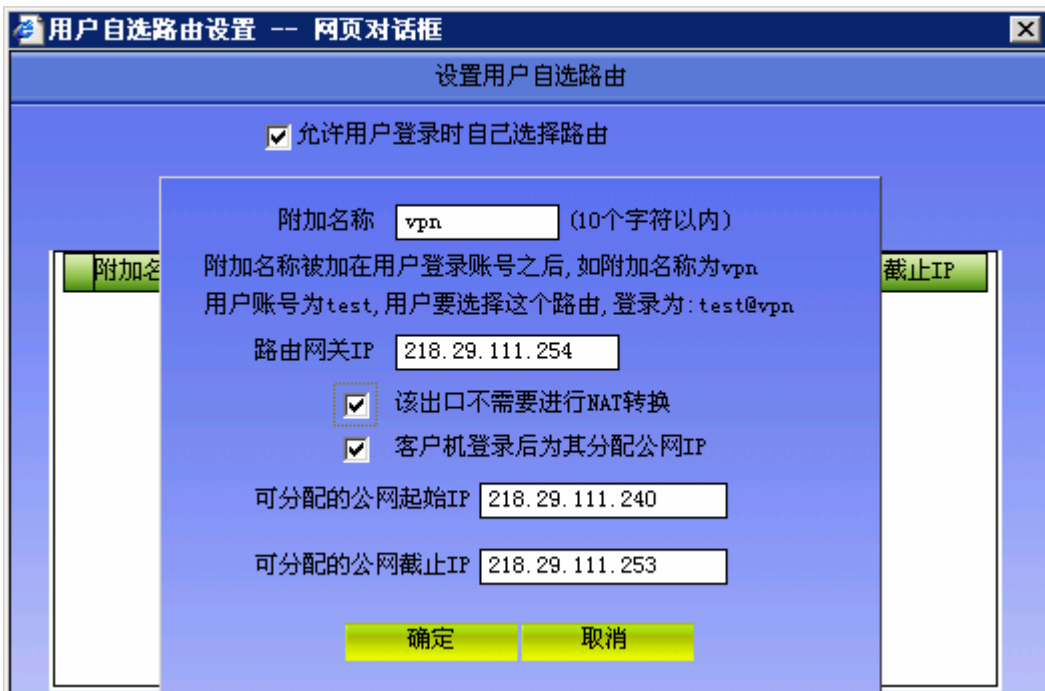 用户自选路由设置 -- 网页对话框
设置用户自选路由
允许用户登录时自己选择路由
附加名称 vpn (10个字符以内)
附加名 截止IP
附加名称被加在用户登录账号之后,如附加名称为vpn
用户账号为test,用户要选择这个路由,登录为:test@vpn
路由网关IP 218.29.111.254
该出口不需要进行NAT转换
客户机登录后为其分配公网IP
可分配的公网起始IP 218.29.111.240
可分配的公网截止IP 218.29.111.253
确定 取消